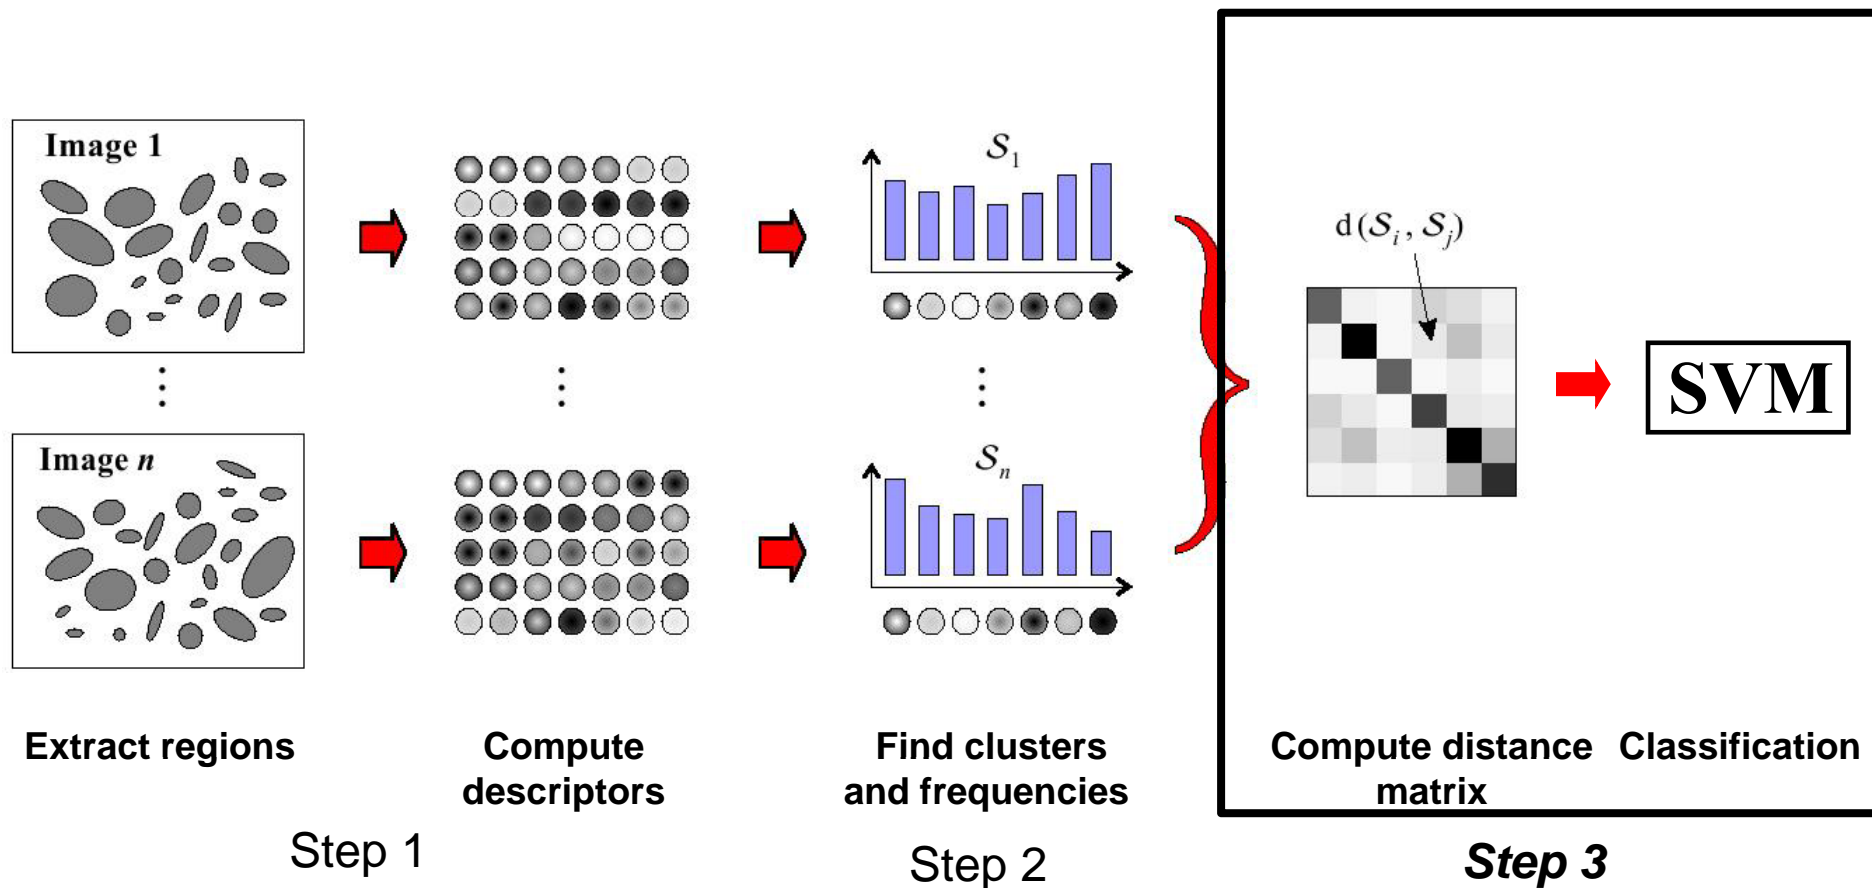 Image 1
⋮
Image n
Extract regions
Compute
descriptors
⋮
S₁
⋮
Sₙ
Find clusters
and frequencies
d(Sᵢ, Sⱼ)
SVM
Compute distance
matrix
Classification
Step 1
Step 2
Step 3